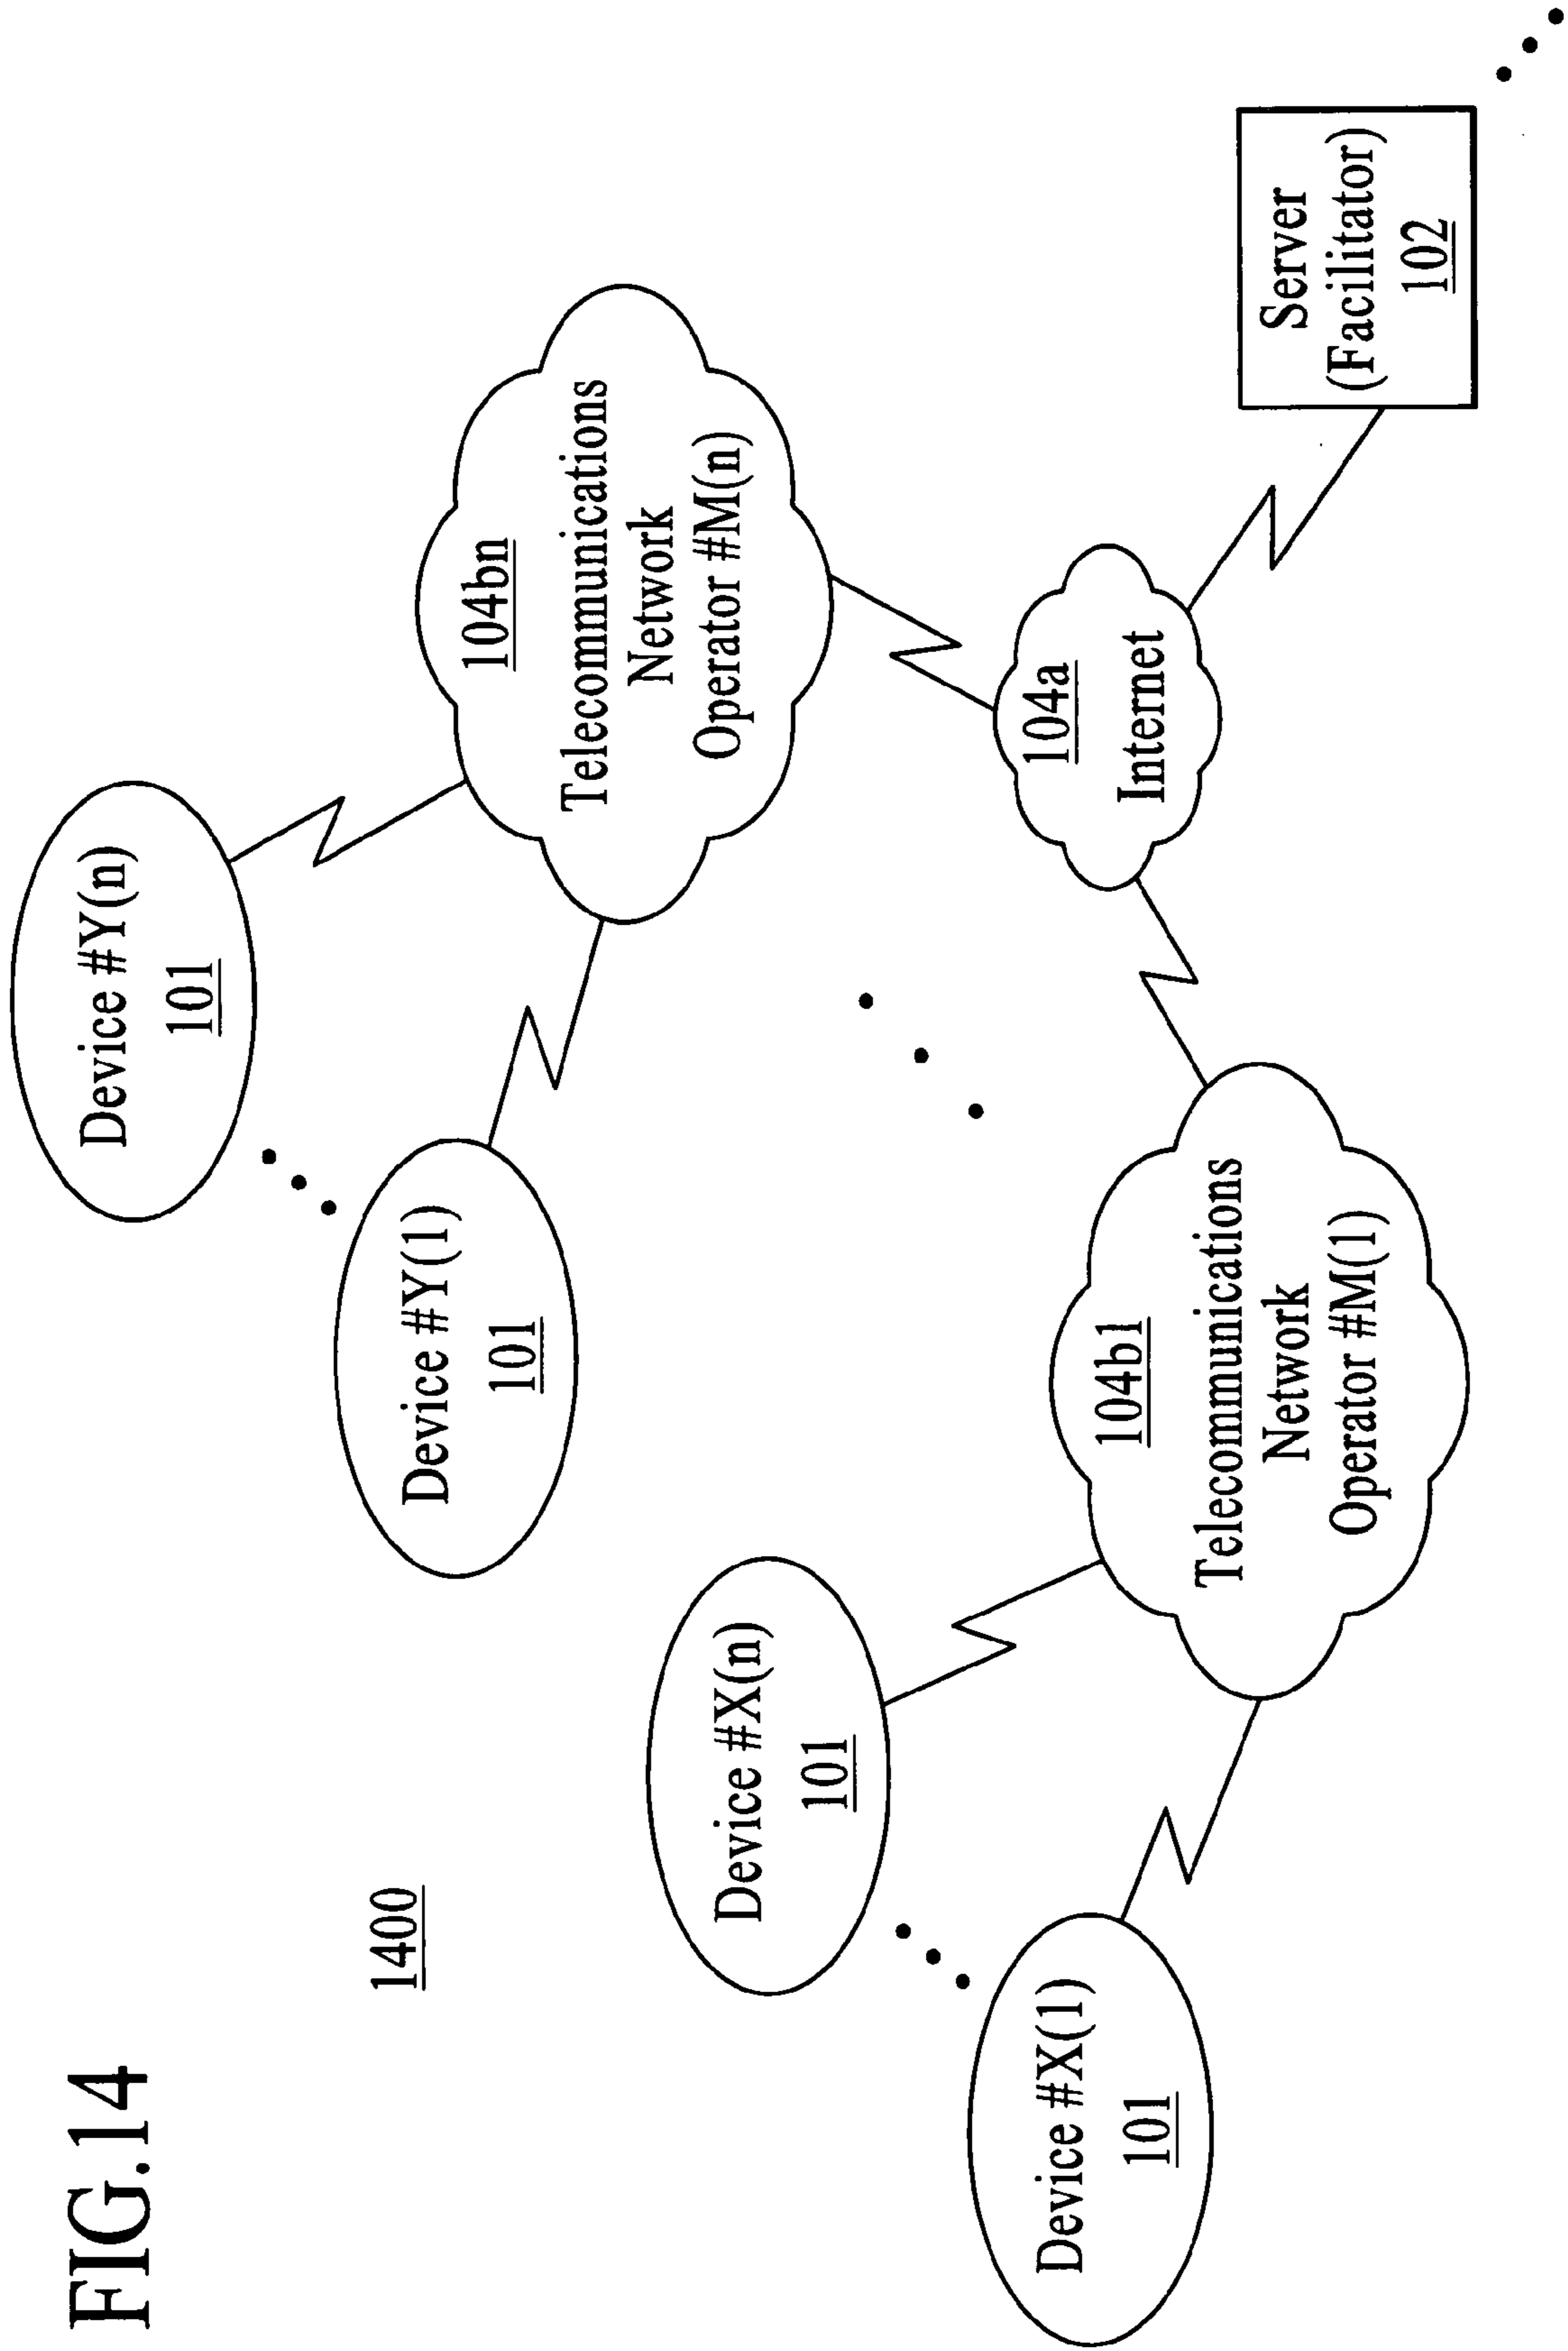 FIG.14
1400
Device #Y(n)
101
Device #Y(1)
101
104bn
Telecommunications
Network
Operator #M(n)
Device #X(n)
101
Device #X(1)
101
104b1
Telecommunications
Network
Operator #M(1)
104a
Internet
Server
(Facilitator)
102